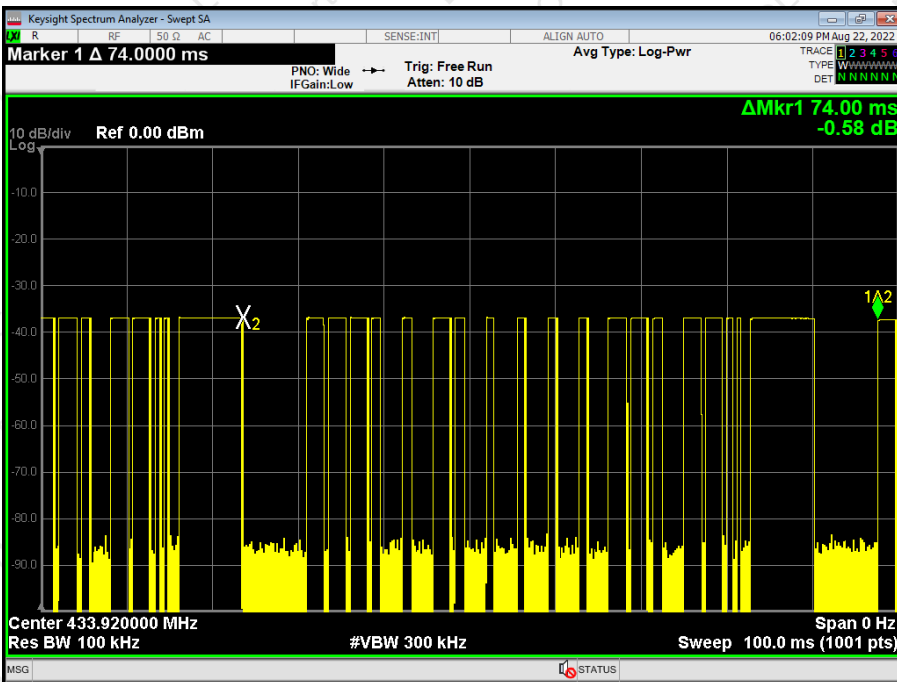 Keysight Spectrum Analyzer - Swept SA
LXI R RF 50 Ω AC SENSE:INT ALIGN AUTO 06:02:09 PM Aug 22, 2022
Marker 1 Δ 74.0000 ms Avg Type: Log-Pwr TRACE 1 2 3 4 5 6
PNO: Wide Trig: Free Run TYPE WWWWWW
IFGain:Low Atten: 10 dB DET N N N N N N
ΔMkr1 74.00 ms
10 dB/div Ref 0.00 dBm -0.58 dB
Log
-10.0
-20.0
-30.0
1Δ2
X2
-40.0
-50.0
-60.0
-70.0
-80.0
-90.0
Center 433.920000 MHz Span 0 Hz
Res BW 100 kHz #VBW 300 kHz Sweep 100.0 ms (1001 pts)
MSG STATUS